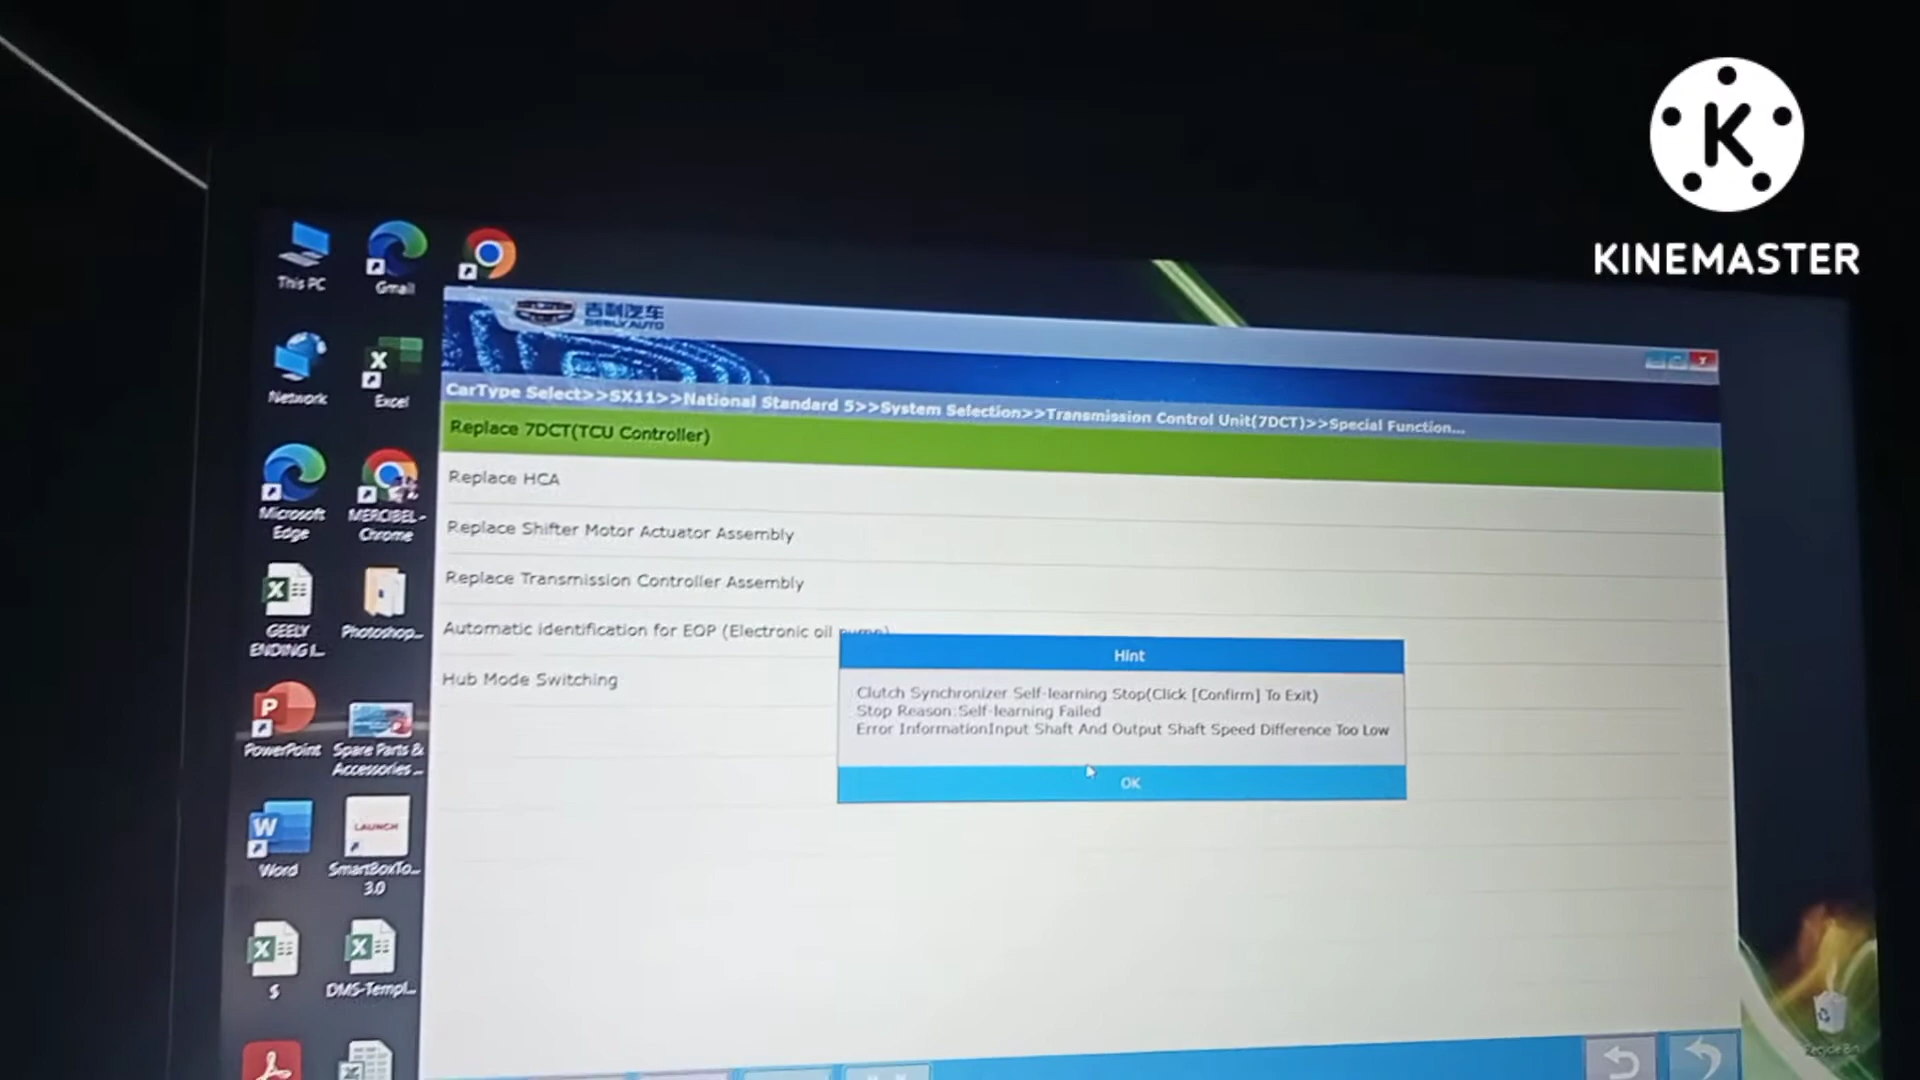 K
KINEMASTER
This PC
Gmail
Network
Excel
Microsoft
Edge
MERCIBEL -
Chrome
GEELY
ENDING I...
Photoshop...
PowerPoint
Spare Parts &
Accessories ...
Word
LAUNCH
SmartBoxTo...
3.0
$
DMS-Templ...
吉利汽车
GEELY AUTO
CarType Select>>SX11>>National Standard 5>>System Selection>>Transmission Control Unit(7DCT)>>Special Function...
Replace 7DCT(TCU Controller)
Replace HCA
Replace Shifter Motor Actuator Assembly
Replace Transmission Controller Assembly
Automatic identification for EOP (Electronic oil pump)
Hub Mode Switching
Hint
Clutch Synchronizer Self-learning Stop(Click [Confirm] To Exit)
Stop Reason:Self-learning Failed
Error InformationInput Shaft And Output Shaft Speed Difference Too Low
OK
Recycle Bin